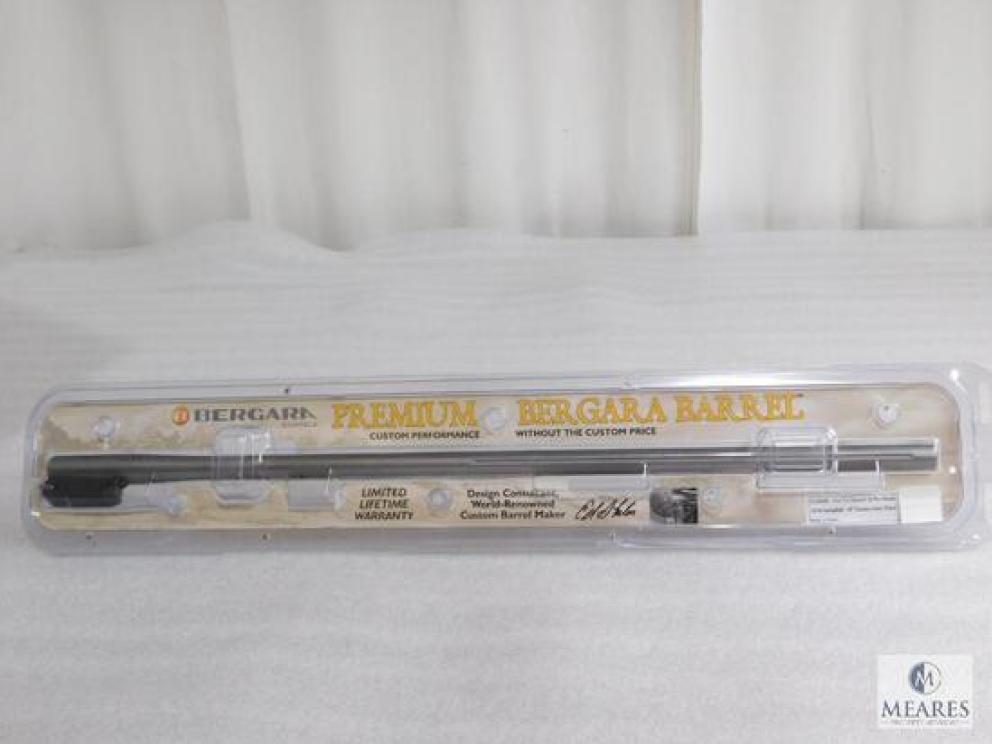 BERGARA
PREMIUM BERGARA BARREL™
CUSTOM PERFORMANCE WITHOUT THE CUSTOM PRICE
LIMITED
LIFETIME
WARRANTY
Design Consultant,
World-Renowned
Custom Barrel Maker
M
MEARES